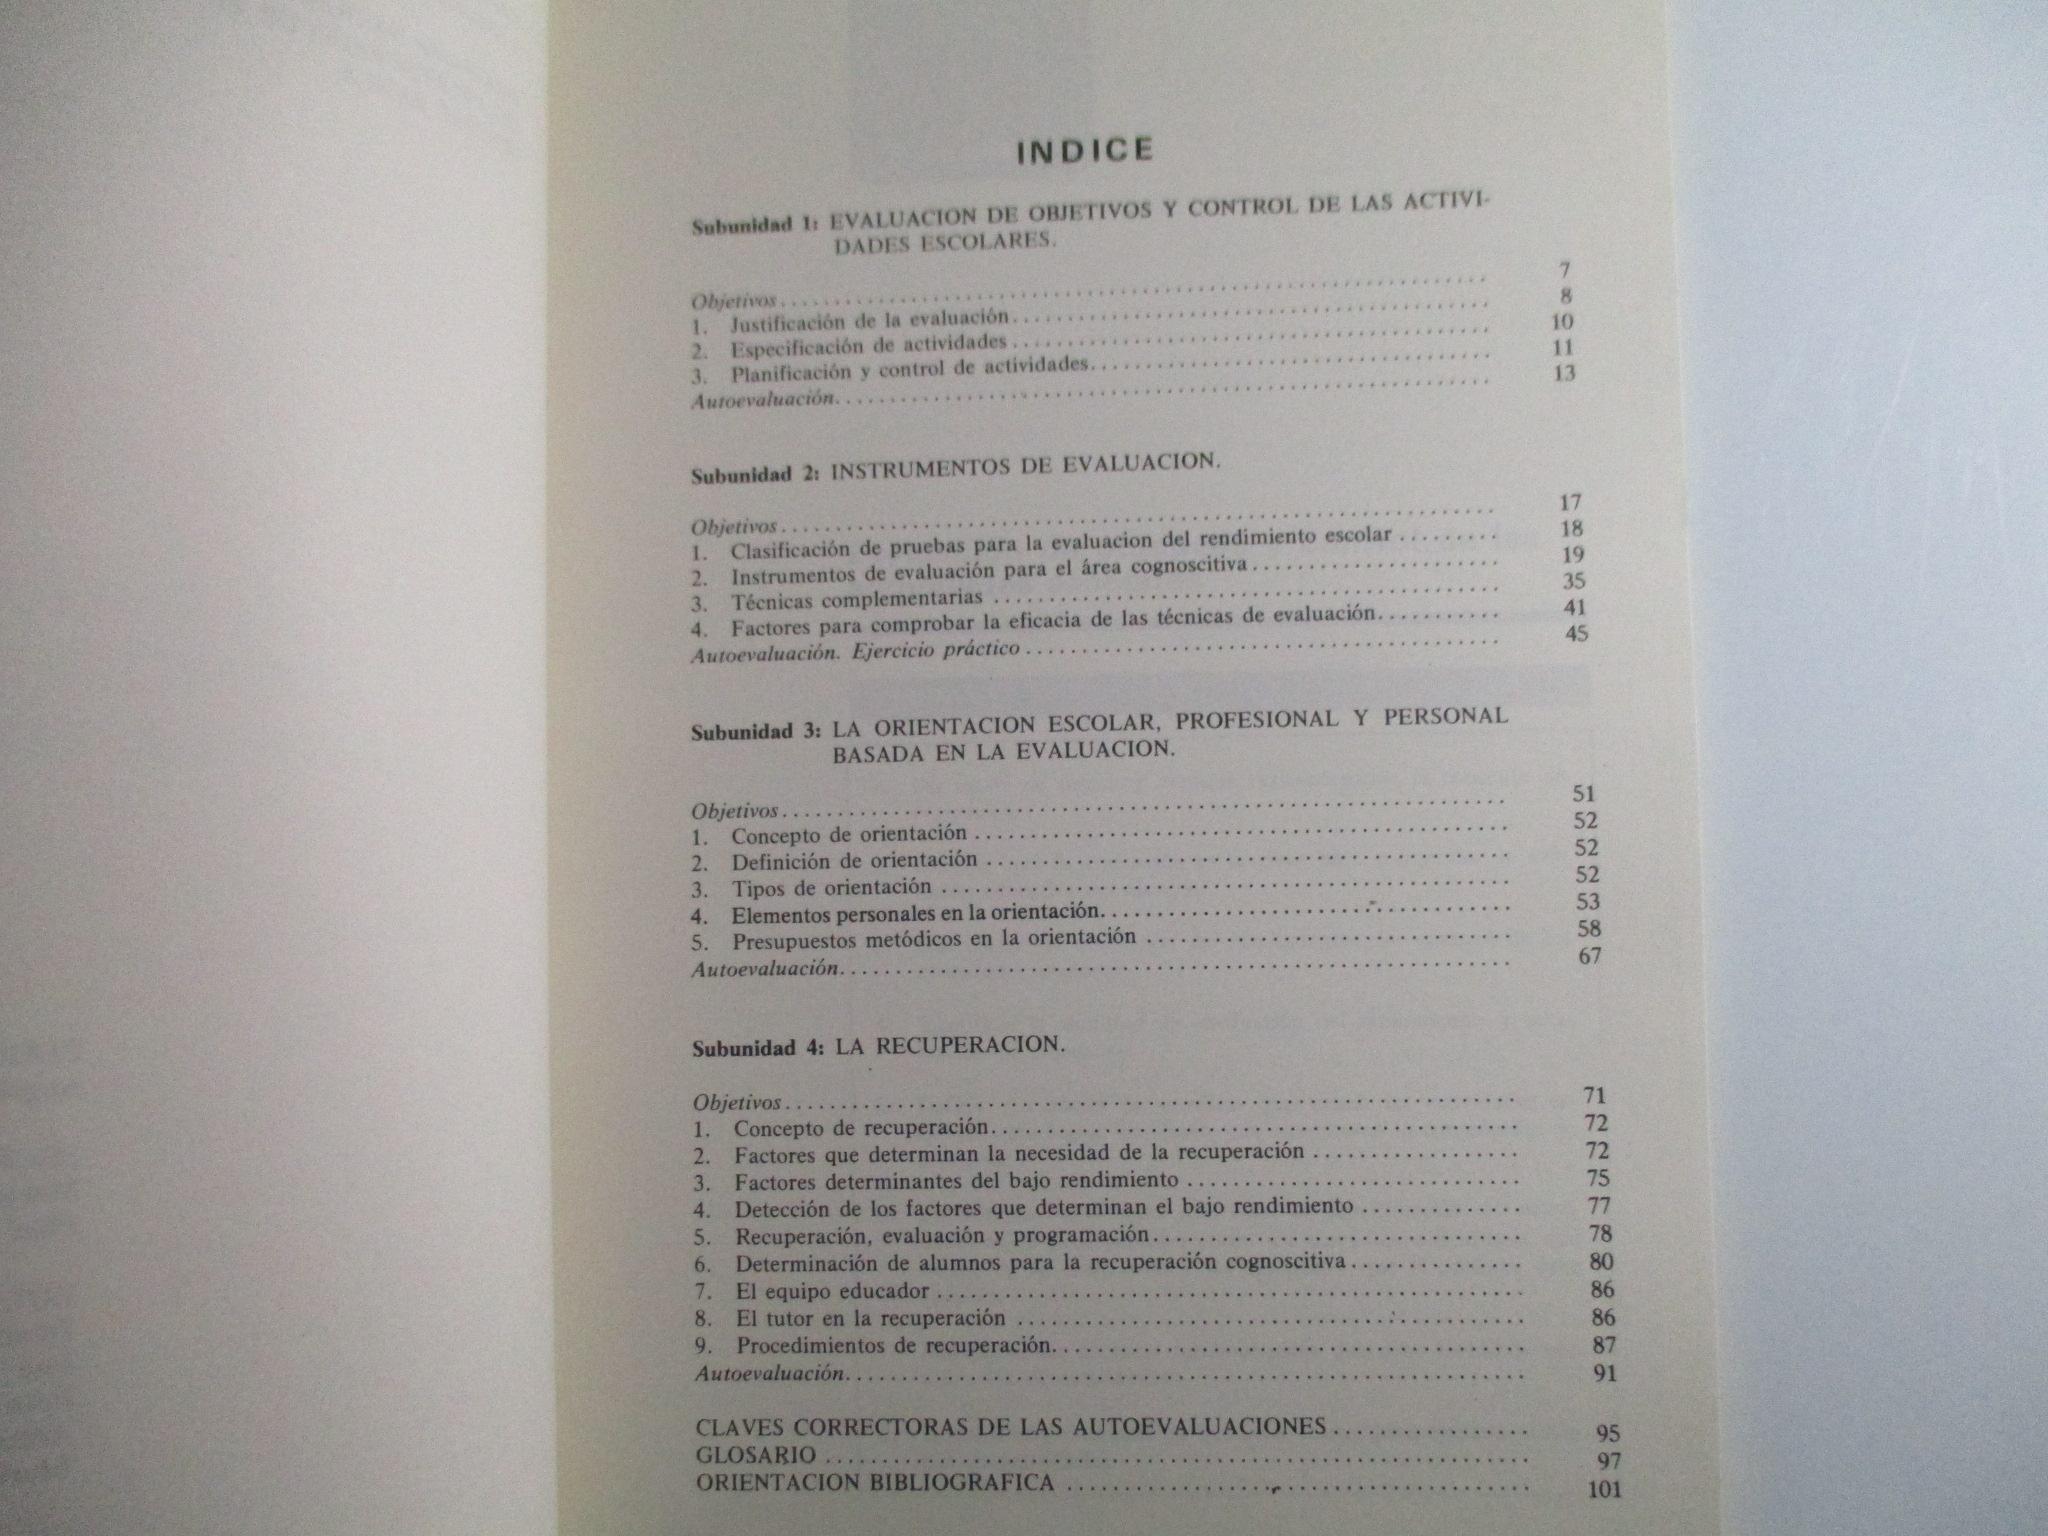 INDICE
Subunidad 1: EVALUACION DE OBJETIVOS Y CONTROL DE LAS ACTIVI-
DADES ESCOLARES.
Objetivos 7
1. Justificación de la evaluación 8
2. Especificación de actividades 10
3. Planificación y control de actividades 11
Autoevaluación 13
Subunidad 2: INSTRUMENTOS DE EVALUACION.
Objetivos 17
1. Clasificación de pruebas para la evaluacion del rendimiento escolar 18
2. Instrumentos de evaluación para el área cognoscitiva 19
3. Técnicas complementarias 35
4. Factores para comprobar la eficacia de las técnicas de evaluación 41
Autoevaluación. Ejercicio práctico 45
Subunidad 3: LA ORIENTACION ESCOLAR, PROFESIONAL Y PERSONAL
BASADA EN LA EVALUACION.
Objetivos 51
1. Concepto de orientación 52
2. Definición de orientación 52
3. Tipos de orientación 52
4. Elementos personales en la orientación 53
5. Presupuestos metódicos en la orientación 58
Autoevaluación 67
Subunidad 4: LA RECUPERACION.
Objetivos 71
1. Concepto de recuperación 72
2. Factores que determinan la necesidad de la recuperación 72
3. Factores determinantes del bajo rendimiento 75
4. Detección de los factores que determinan el bajo rendimiento 77
5. Recuperación, evaluación y programación 78
6. Determinación de alumnos para la recuperación cognoscitiva 80
7. El equipo educador 86
8. El tutor en la recuperación 86
9. Procedimientos de recuperación 87
Autoevaluación 91
CLAVES CORRECTORAS DE LAS AUTOEVALUACIONES 95
GLOSARIO 97
ORIENTACION BIBLIOGRAFICA 101